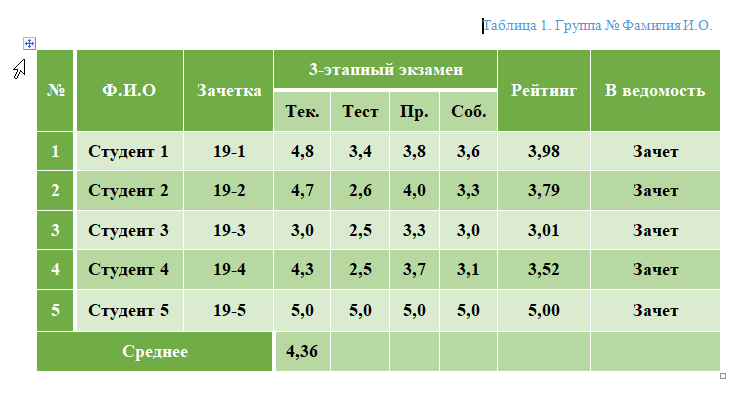 Таблица 1. Группа № Фамилия И.О.
№ Ф.И.О Зачетка 3-этапный экзамен Рейтинг В ведомость
Тек. Тест Пр. Соб.
1 Студент 1 19-1 4,8 3,4 3,8 3,6 3,98 Зачет
2 Студент 2 19-2 4,7 2,6 4,0 3,3 3,79 Зачет
3 Студент 3 19-3 3,0 2,5 3,3 3,0 3,01 Зачет
4 Студент 4 19-4 4,3 2,5 3,7 3,1 3,52 Зачет
5 Студент 5 19-5 5,0 5,0 5,0 5,0 5,00 Зачет
Среднее 4,36